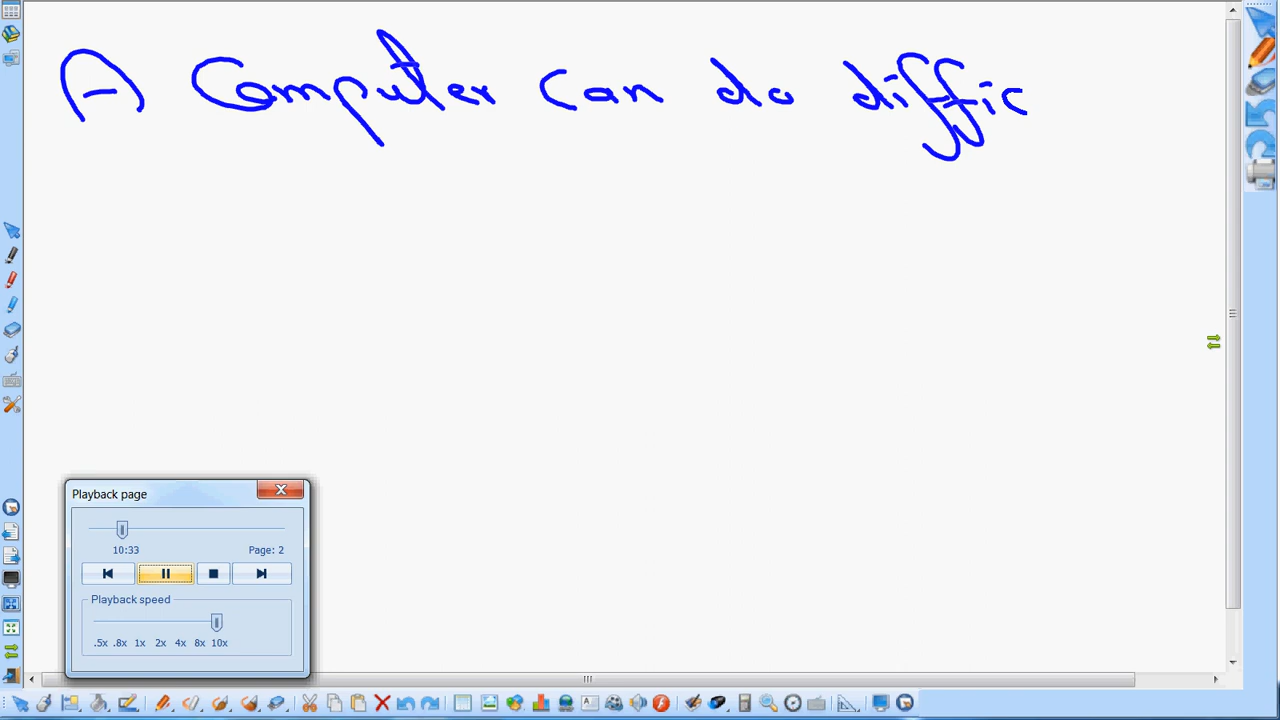 A Computer can do diffic
Playback page
10:33 Page: 2
Playback speed
.5x .8x 1x 2x 4x 8x 10x